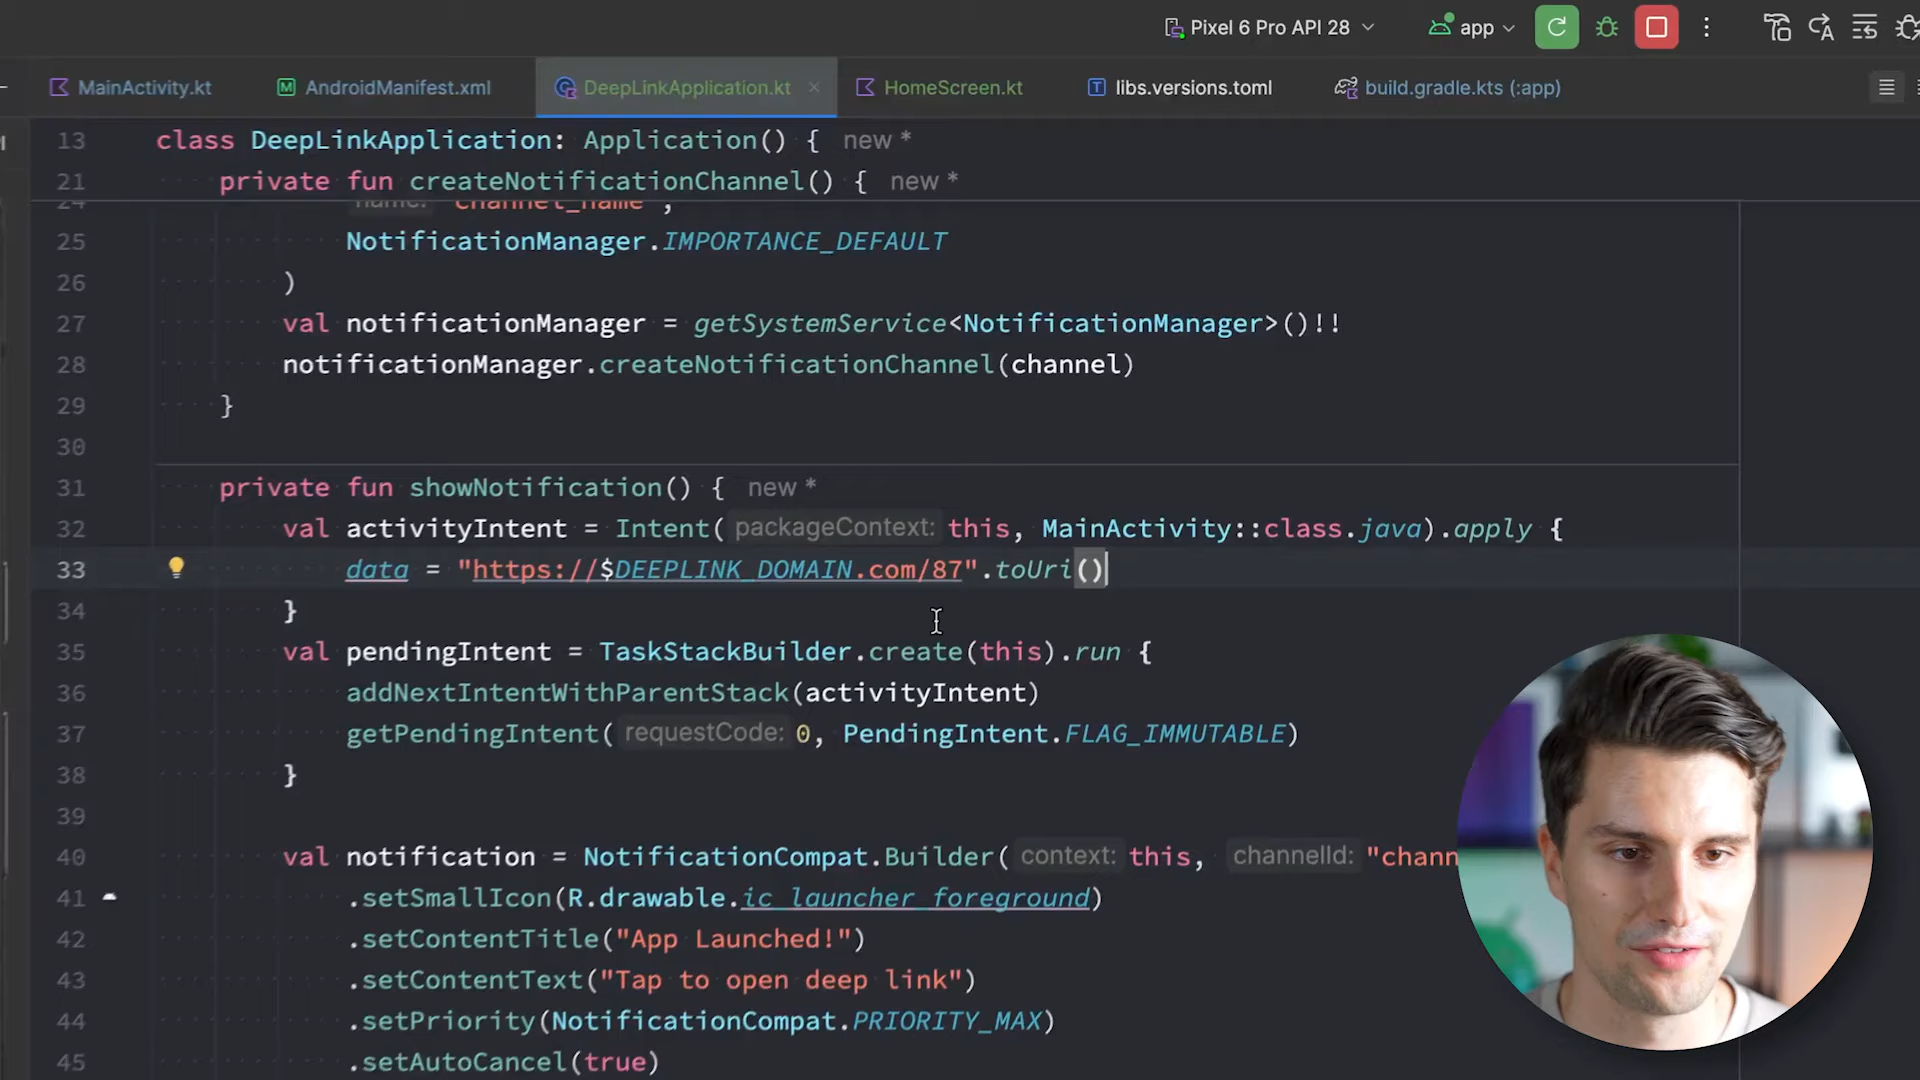 Pixel 6 Pro API 28 app
MainActivity.kt AndroidManifest.xml DeepLinkApplication.kt HomeScreen.kt libs.versions.toml build.gradle.kts (:app)
13 class DeepLinkApplication: Application() { new *
21 private fun createNotificationChannel() { new *
24 name: "channel_name",
25 NotificationManager.IMPORTANCE_DEFAULT
26 )
27 val notificationManager = getSystemService<NotificationManager>()!!
28 notificationManager.createNotificationChannel(channel)
29 }
30
31 private fun showNotification() { new *
32 val activityIntent = Intent( packageContext: this, MainActivity::class.java).apply {
33 data = "https://$DEEPLINK_DOMAIN.com/87".toUri()
34 }
35 val pendingIntent = TaskStackBuilder.create(this).run {
36 addNextIntentWithParentStack(activityIntent)
37 getPendingIntent( requestCode: 0, PendingIntent.FLAG_IMMUTABLE)
38 }
39
40 val notification = NotificationCompat.Builder( context: this, channelId: "chann
41 .setSmallIcon(R.drawable.ic_launcher_foreground)
42 .setContentTitle("App Launched!")
43 .setContentText("Tap to open deep link")
44 .setPriority(NotificationCompat.PRIORITY_MAX)
45 .setAutoCancel(true)